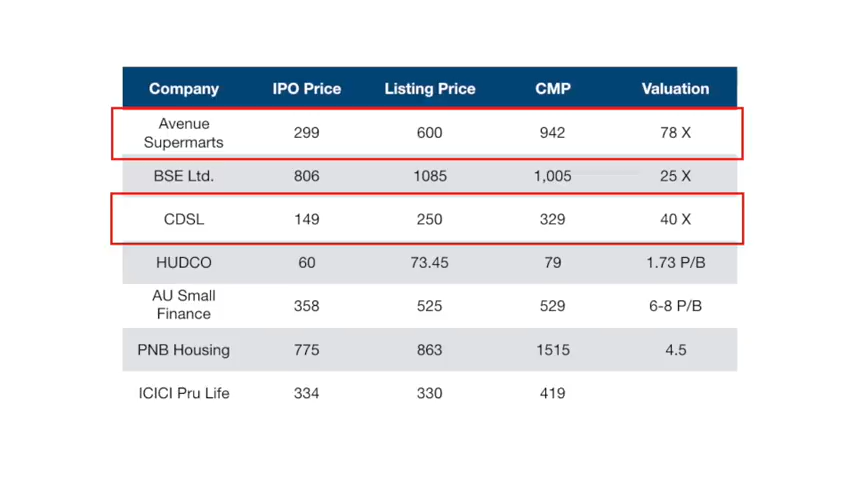 Company IPO Price Listing Price CMP Valuation
Avenue
Supermarts 299 600 942 78 X
BSE Ltd. 806 1085 1,005 25 X
CDSL 149 250 329 40 X
HUDCO 60 73.45 79 1.73 P/B
AU Small
Finance 358 525 529 6-8 P/B
PNB Housing 775 863 1515 4.5
ICICI Pru Life 334 330 419